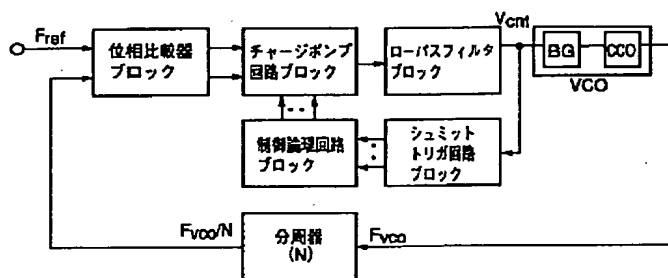 Fref
位相比較器
ブロック
チャージポンプ
回路ブロック
ローパスフィルタ
ブロック
Vcnt
BG
CCO
VCO
制御論理回路
ブロック
シュミット
トリガ回路
ブロック
FVCO/N
分周器
(N)
FVCO